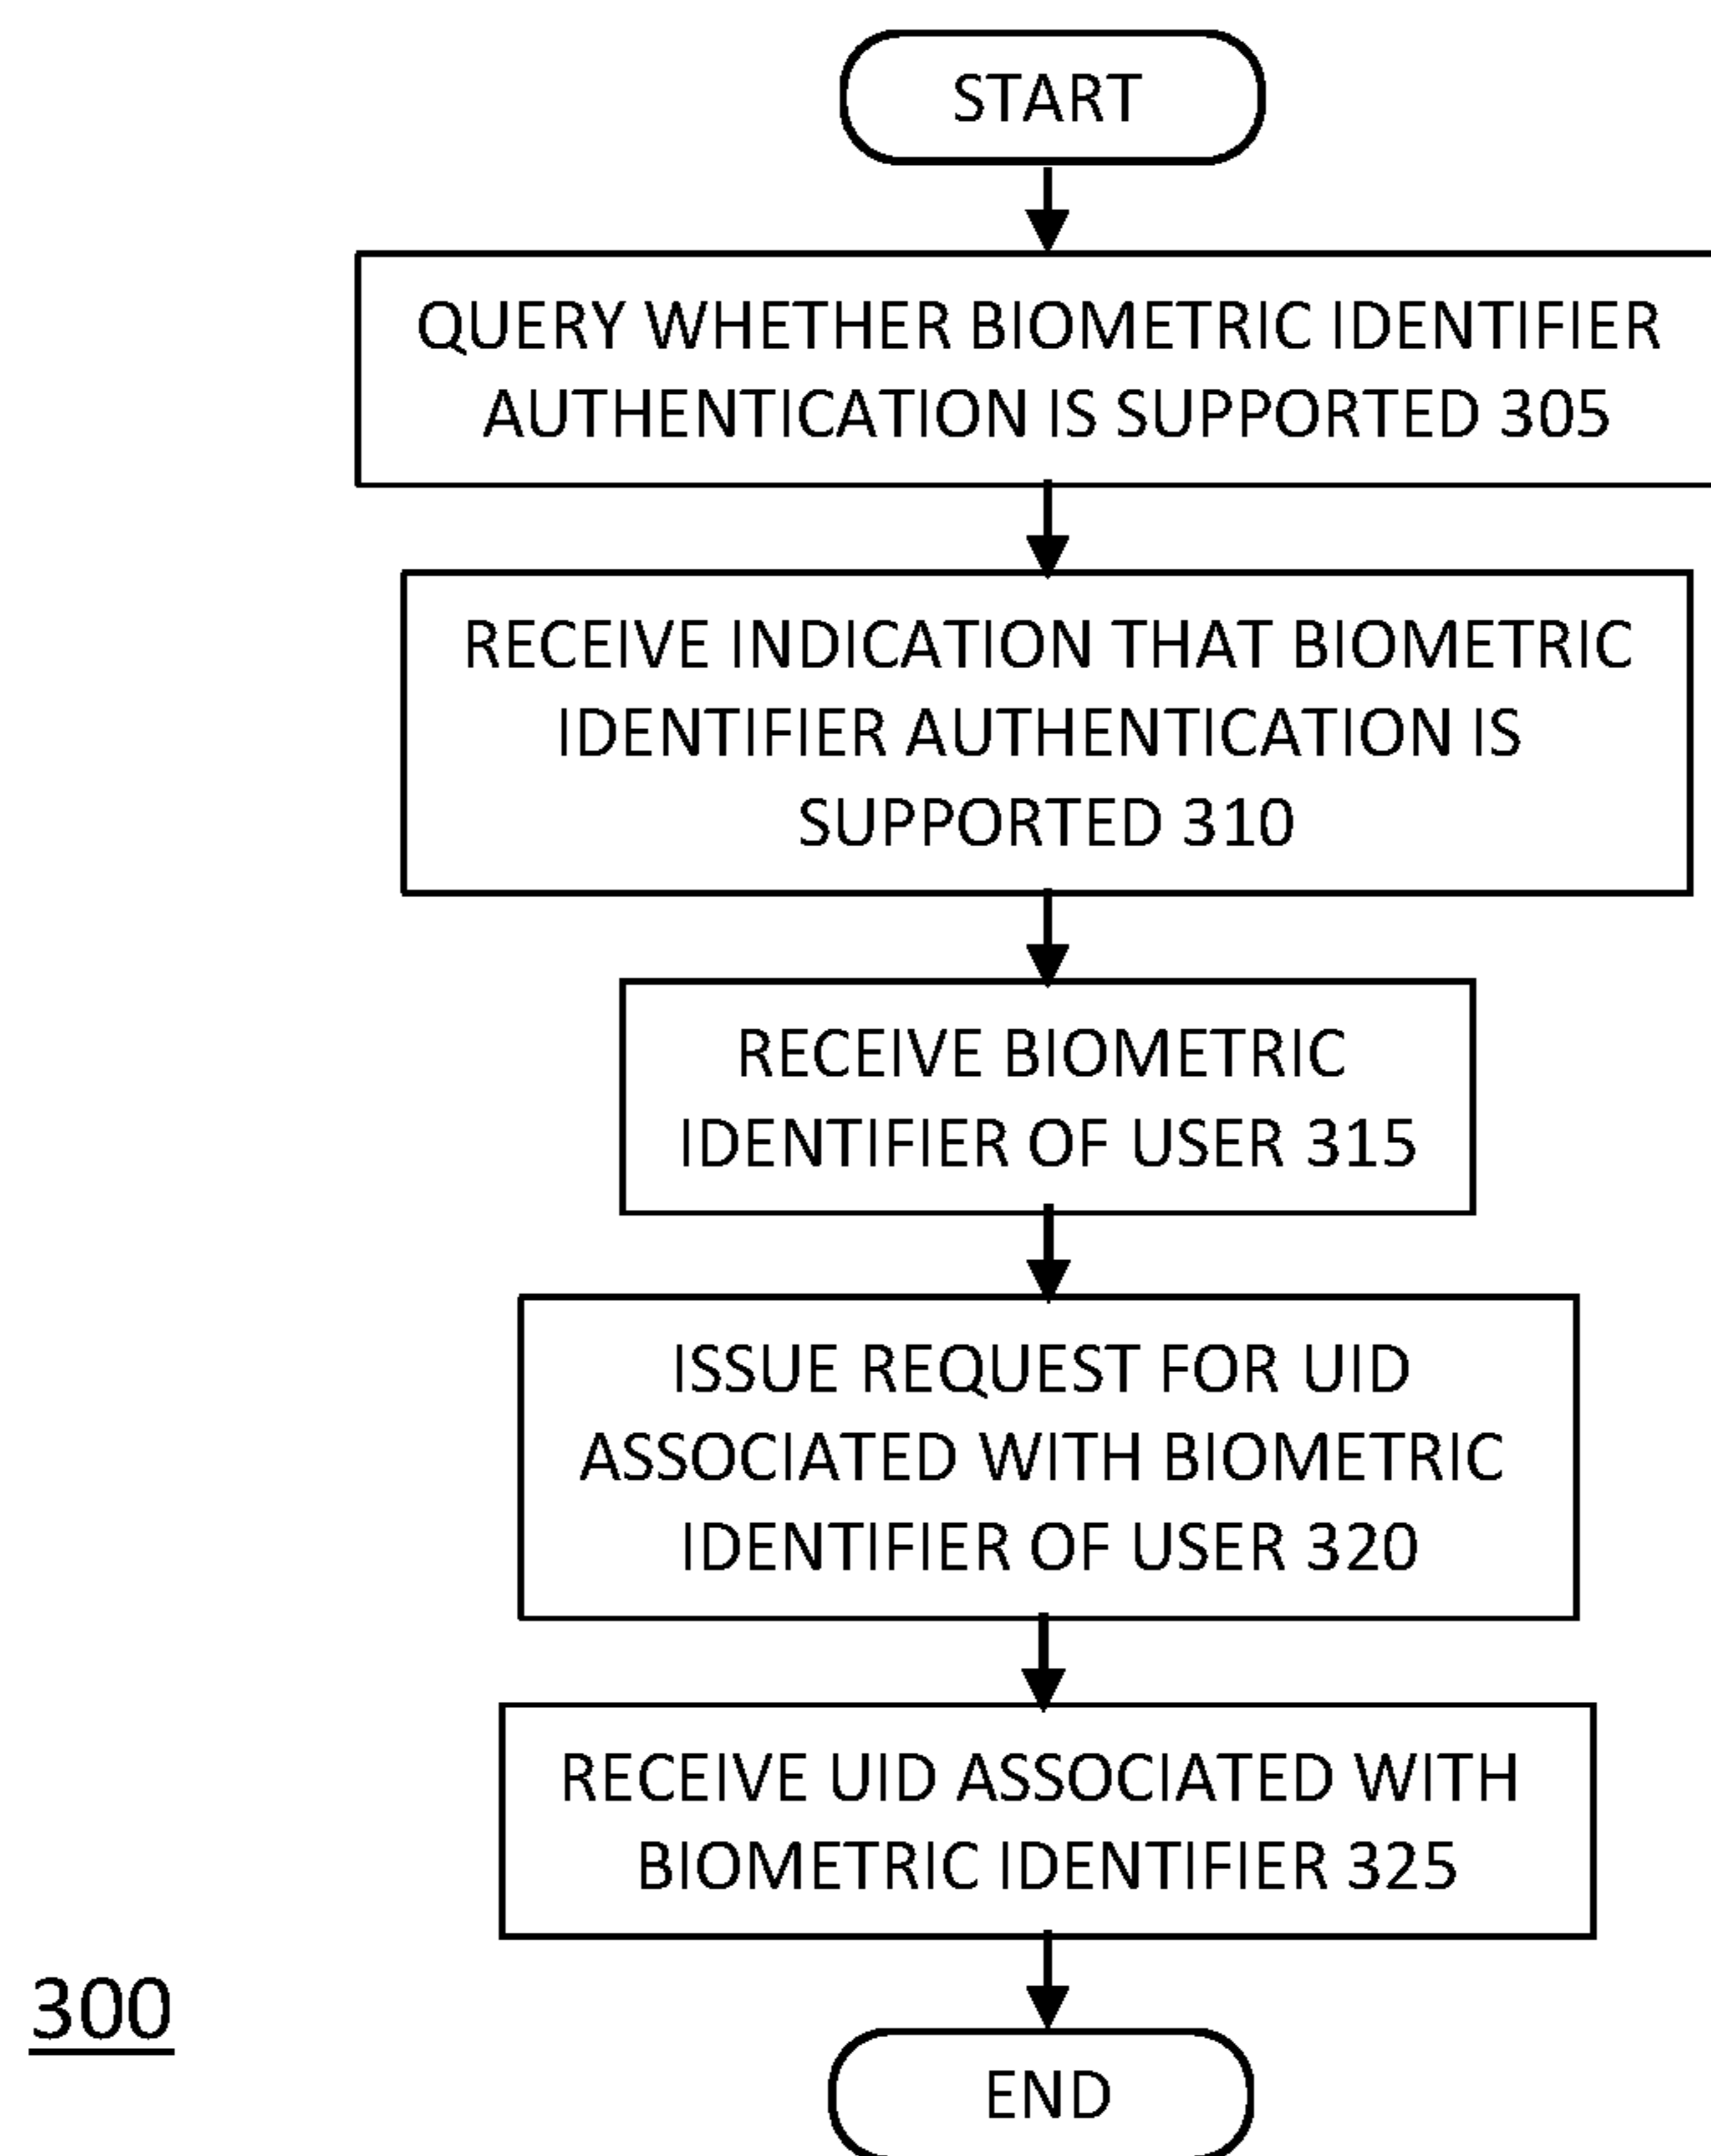 START
QUERY WHETHER BIOMETRIC IDENTIFIER
AUTHENTICATION IS SUPPORTED 305
RECEIVE INDICATION THAT BIOMETRIC
IDENTIFIER AUTHENTICATION IS
SUPPORTED 310
RECEIVE BIOMETRIC
IDENTIFIER OF USER 315
ISSUE REQUEST FOR UID
ASSOCIATED WITH BIOMETRIC
IDENTIFIER OF USER 320
RECEIVE UID ASSOCIATED WITH
BIOMETRIC IDENTIFIER 325
300
END